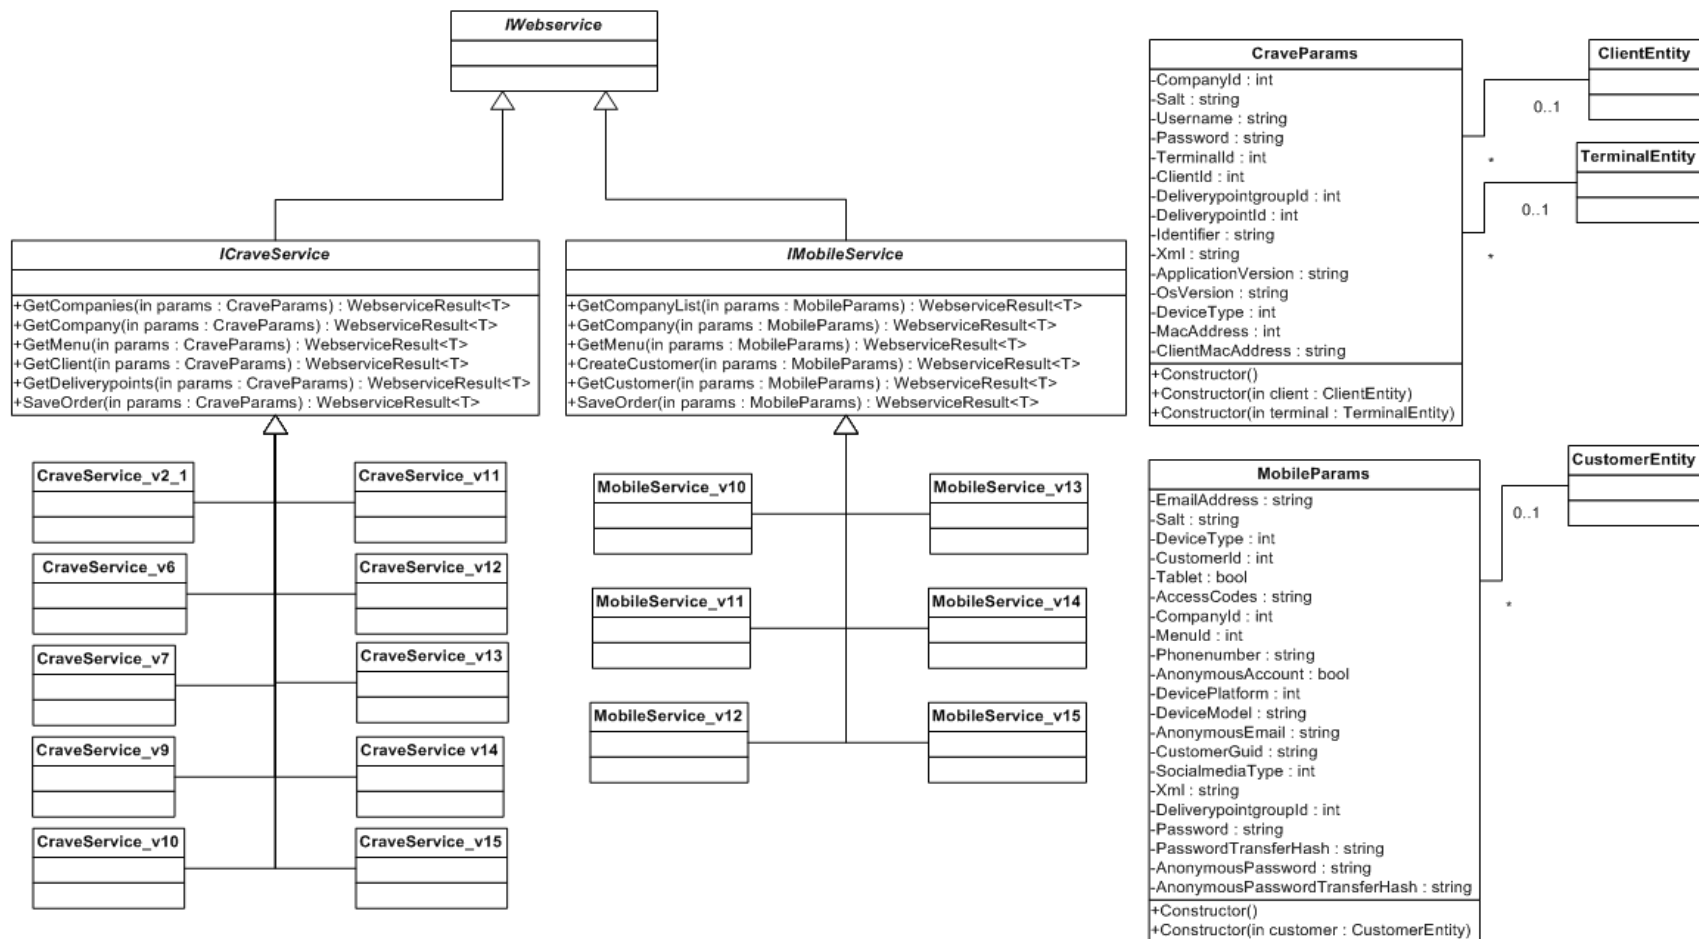 IWebservice
ICraveService
+GetCompanies(in params : CraveParams) : WebserviceResult<T>
+GetCompany(in params : CraveParams) : WebserviceResult<T>
+GetMenu(in params : CraveParams) : WebserviceResult<T>
+GetClient(in params : CraveParams) : WebserviceResult<T>
+GetDeliverypoints(in params : CraveParams) : WebserviceResult<T>
+SaveOrder(in params : CraveParams) : WebserviceResult<T>
IMobileService
+GetCompanyList(in params : MobileParams) : WebserviceResult<T>
+GetCompany(in params : MobileParams) : WebserviceResult<T>
+GetMenu(in params : MobileParams) : WebserviceResult<T>
+CreateCustomer(in params : MobileParams) : WebserviceResult<T>
+GetCustomer(in params : MobileParams) : WebserviceResult<T>
+SaveOrder(in params : MobileParams) : WebserviceResult<T>
CraveService_v2_1
CraveService_v11
CraveService_v6
CraveService_v12
CraveService_v7
CraveService_v13
CraveService_v9
CraveService v14
CraveService_v10
CraveService_v15
MobileService_v10
MobileService_v13
MobileService_v11
MobileService_v14
MobileService_v12
MobileService_v15
CraveParams
-CompanyId : int
-Salt : string
-Username : string
-Password : string
-TerminalId : int
-ClientId : int
-DeliverypointgroupId : int
-DeliverypointId : int
-Identifier : string
-Xml : string
-ApplicationVersion : string
-OsVersion : string
-DeviceType : int
-MacAddress : int
-ClientMacAddress : string
+Constructor()
+Constructor(in client : ClientEntity)
+Constructor(in terminal : TerminalEntity)
ClientEntity
0..1
*
TerminalEntity
0..1
*
MobileParams
-EmailAddress : string
-Salt : string
-DeviceType : int
-CustomerId : int
-Tablet : bool
-AccessCodes : string
-CompanyId : int
-MenuId : int
-Phonenumber : string
-AnonymousAccount : bool
-DevicePlatform : int
-DeviceModel : string
-AnonymousEmail : string
-CustomerGuid : string
-SocialmediaType : int
-Xml : string
-DeliverypointgroupId : int
-Password : string
-PasswordTransferHash : string
-AnonymousPassword : string
-AnonymousPasswordTransferHash : string
+Constructor()
+Constructor(in customer : CustomerEntity)
CustomerEntity
0..1
*